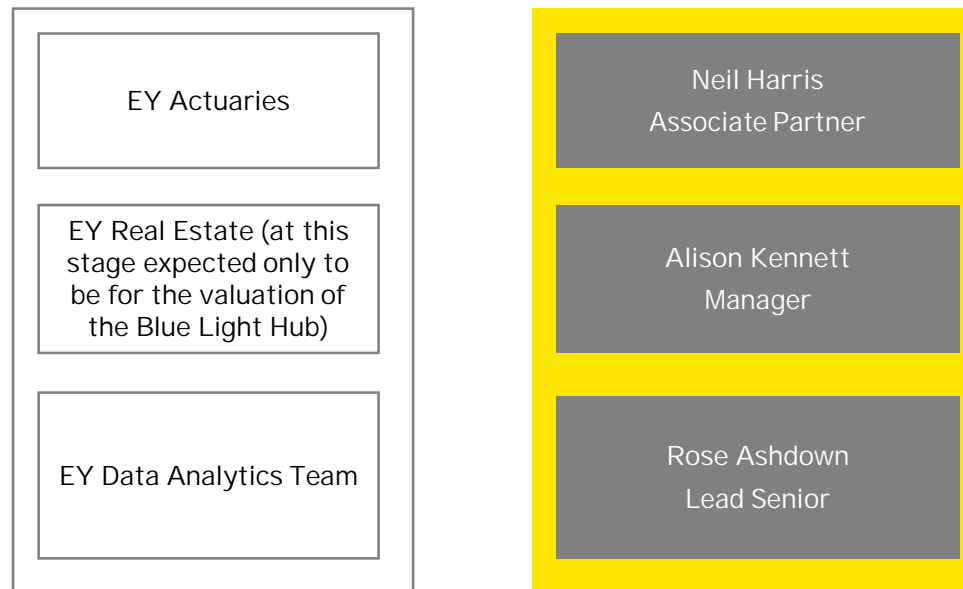 EY Actuaries
EY Real Estate (at this
stage expected only to
be for the valuation of
the Blue Light Hub)
EY Data Analytics Team
Neil Harris
Associate Partner
Alison Kennett
Manager
Rose Ashdown
Lead Senior